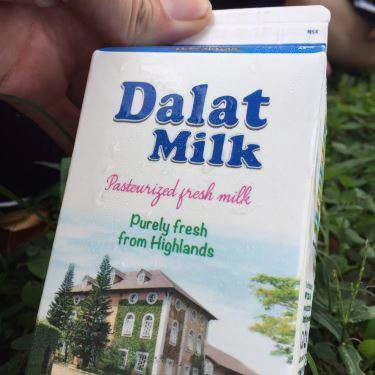 Dalat
Milk
Pasteurized fresh milk
Purely fresh
from Highlands